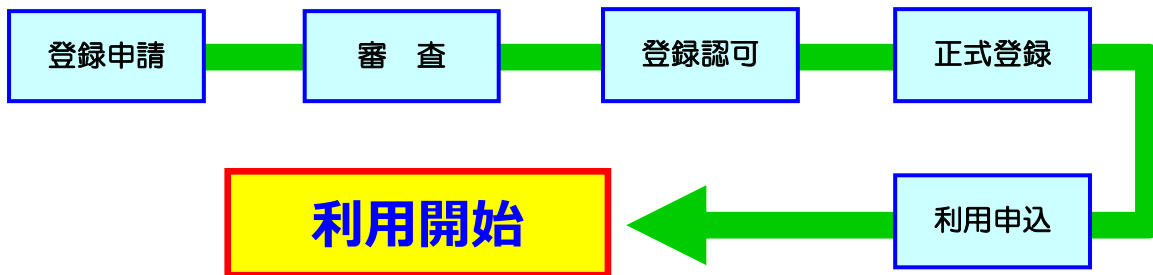 登録申請
審　査
登録認可
正式登録
利用申込
利用開始